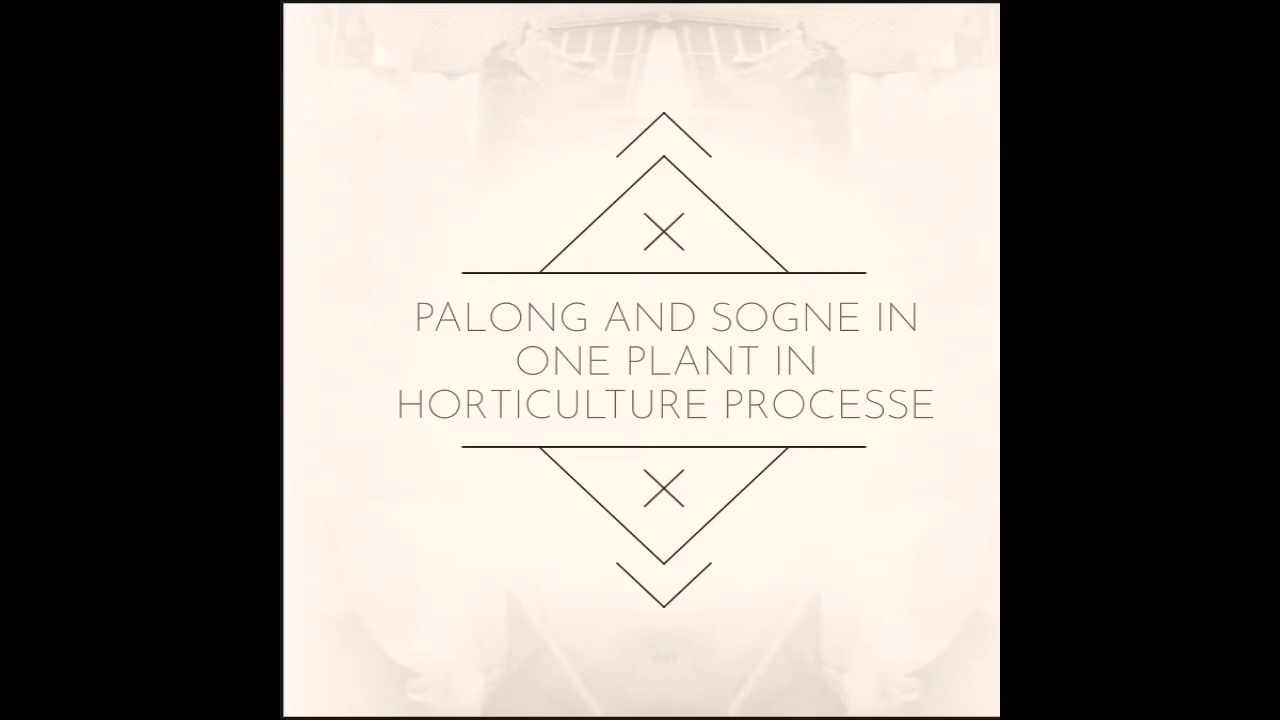 PALONG AND SOGNE IN
ONE PLANT IN
HORTICULTURE PROCESSE